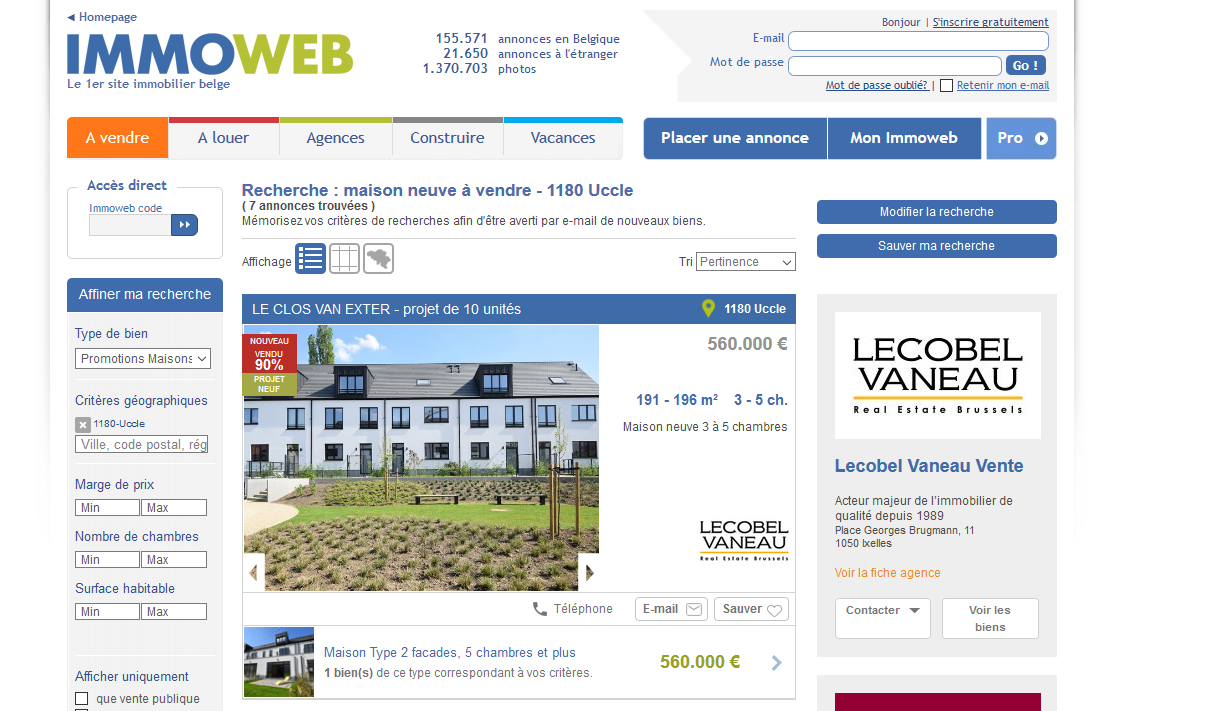 ◄ Homepage
IMMOWEB
Le 1er site immobilier belge
155.571 annonces en Belgique
21.650 annonces à l'étranger
1.370.703 photos
Bonjour | S'inscrire gratuitement
E-mail
Mot de passe
Go !
Mot de passe oublié? | Retenir mon e-mail
A vendre
A louer
Agences
Construire
Vacances
Placer une annonce
Mon Immoweb
Pro
Accès direct
Immoweb code
Affiner ma recherche
Type de bien
Promotions Maisons
Critères géographiques
1180-Uccle
Ville, code postal, rég
Marge de prix
Min Max
Nombre de chambres
Min Max
Surface habitable
Min Max
Afficher uniquement
que vente publique
Recherche : maison neuve à vendre - 1180 Uccle
( 7 annonces trouvées )
Mémorisez vos critères de recherches afin d'être averti par e-mail de nouveaux biens.
Affichage
Tri Pertinence
LE CLOS VAN EXTER - projet de 10 unités
1180 Uccle
NOUVEAU
VENDU
90%
PROJET
NEUF
560.000 €
191 - 196 m² 3 - 5 ch.
Maison neuve 3 à 5 chambres
LECOBEL
VANEAU
Real Estate Brussels
Téléphone
E-mail
Sauver
Maison Type 2 facades, 5 chambres et plus
1 bien(s) de ce type correspondant à vos critères.
560.000 €
Modifier la recherche
Sauver ma recherche
LECOBEL
VANEAU
Real Estate Brussels
Lecobel Vaneau Vente
Acteur majeur de l'immobilier de
qualité depuis 1989
Place Georges Brugmann, 11
1050 Ixelles
Voir la fiche agence
Contacter
Voir les
biens